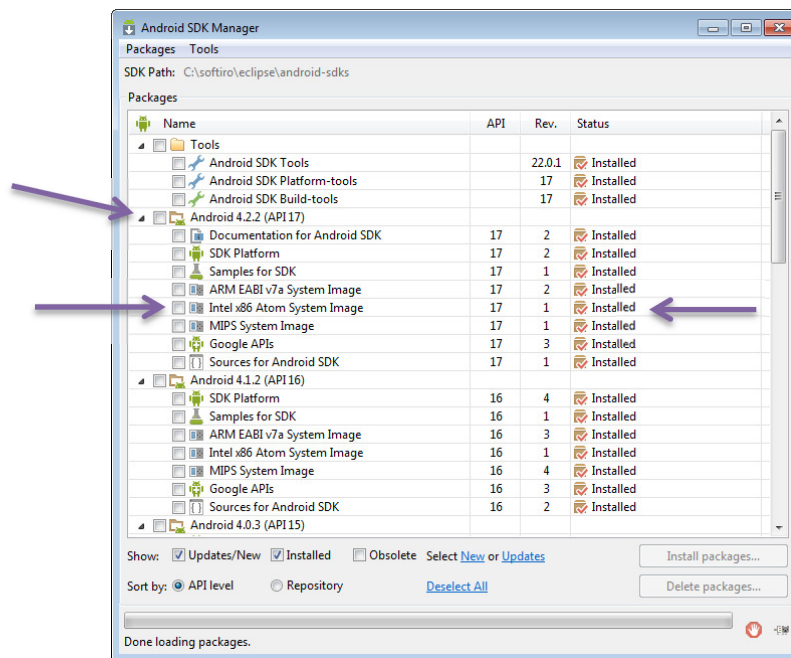 Android SDK Manager
Packages Tools
SDK Path: C:\softiro\eclipse\android-sdks
Packages
Name API Rev. Status
Tools
Android SDK Tools 22.0.1 Installed
Android SDK Platform-tools 17 Installed
Android SDK Build-tools 17 Installed
Android 4.2.2 (API 17)
Documentation for Android SDK 17 2 Installed
SDK Platform 17 2 Installed
Samples for SDK 17 1 Installed
ARM EABI v7a System Image 17 2 Installed
Intel x86 Atom System Image 17 1 Installed
MIPS System Image 17 1 Installed
Google APIs 17 3 Installed
Sources for Android SDK 17 1 Installed
Android 4.1.2 (API 16)
SDK Platform 16 4 Installed
Samples for SDK 16 1 Installed
ARM EABI v7a System Image 16 3 Installed
Intel x86 Atom System Image 16 1 Installed
MIPS System Image 16 4 Installed
Google APIs 16 3 Installed
Sources for Android SDK 16 2 Installed
Android 4.0.3 (API 15)
Show: Updates/New Installed Obsolete Select New or Updates Install packages...
Sort by: API level Repository Deselect All Delete packages...
Done loading packages.